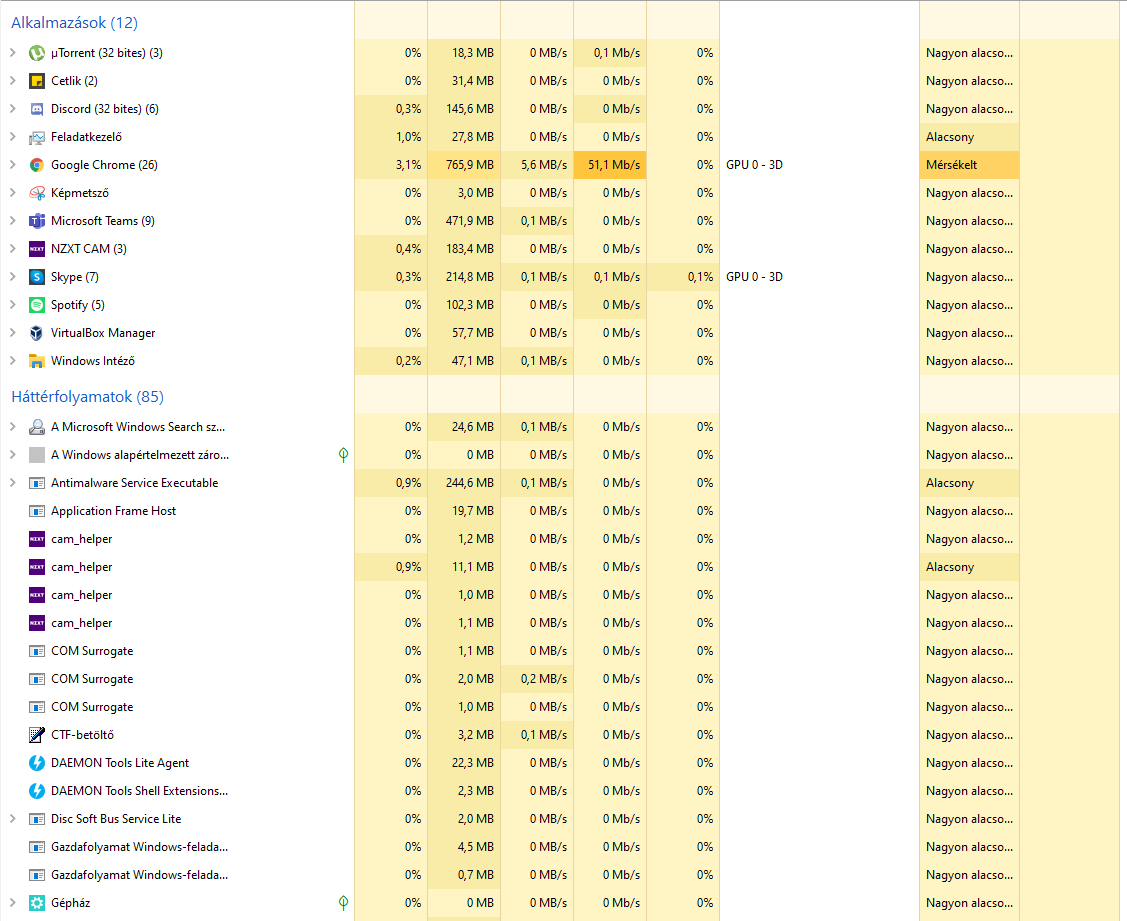 Alkalmazások (12)
µTorrent (32 bites) (3) 0% 18,3 MB 0 MB/s 0,1 Mb/s 0% Nagyon alacso...
Cetlik (2) 0% 31,4 MB 0 MB/s 0 Mb/s 0% Nagyon alacso...
Discord (32 bites) (6) 0,3% 145,6 MB 0 MB/s 0 Mb/s 0% Nagyon alacso...
Feladatkezelő 1,0% 27,8 MB 0 MB/s 0 Mb/s 0% Alacsony
Google Chrome (26) 3,1% 765,9 MB 5,6 MB/s 51,1 Mb/s 0% GPU 0 - 3D Mérsékelt
Képmetsző 0% 3,0 MB 0 MB/s 0 Mb/s 0% Nagyon alacso...
Microsoft Teams (9) 0% 471,9 MB 0,1 MB/s 0 Mb/s 0% Nagyon alacso...
NZXT NZXT CAM (3) 0,4% 183,4 MB 0 MB/s 0 Mb/s 0% Nagyon alacso...
Skype (7) 0,3% 214,8 MB 0,1 MB/s 0,1 Mb/s 0,1% GPU 0 - 3D Nagyon alacso...
Spotify (5) 0% 102,3 MB 0 MB/s 0 Mb/s 0% Nagyon alacso...
VirtualBox Manager 0% 57,7 MB 0 MB/s 0 Mb/s 0% Nagyon alacso...
Windows Intéző 0,2% 47,1 MB 0,1 MB/s 0 Mb/s 0% Nagyon alacso...
Háttérfolyamatok (85)
A Microsoft Windows Search sz... 0% 24,6 MB 0,1 MB/s 0 Mb/s 0% Nagyon alacso...
A Windows alapértelmezett záro... 0% 0 MB 0 MB/s 0 Mb/s 0% Nagyon alacso...
Antimalware Service Executable 0,9% 244,6 MB 0,1 MB/s 0 Mb/s 0% Alacsony
Application Frame Host 0% 19,7 MB 0 MB/s 0 Mb/s 0% Nagyon alacso...
NZXT cam_helper 0% 1,2 MB 0 MB/s 0 Mb/s 0% Nagyon alacso...
NZXT cam_helper 0,9% 11,1 MB 0 MB/s 0 Mb/s 0% Alacsony
NZXT cam_helper 0% 1,0 MB 0 MB/s 0 Mb/s 0% Nagyon alacso...
NZXT cam_helper 0% 1,1 MB 0 MB/s 0 Mb/s 0% Nagyon alacso...
COM Surrogate 0% 1,1 MB 0 MB/s 0 Mb/s 0% Nagyon alacso...
COM Surrogate 0% 2,0 MB 0,2 MB/s 0 Mb/s 0% Nagyon alacso...
COM Surrogate 0% 1,0 MB 0 MB/s 0 Mb/s 0% Nagyon alacso...
CTF-betöltő 0% 3,2 MB 0,1 MB/s 0 Mb/s 0% Nagyon alacso...
DAEMON Tools Lite Agent 0% 22,3 MB 0 MB/s 0 Mb/s 0% Nagyon alacso...
DAEMON Tools Shell Extensions... 0% 2,3 MB 0 MB/s 0 Mb/s 0% Nagyon alacso...
Disc Soft Bus Service Lite 0% 2,0 MB 0 MB/s 0 Mb/s 0% Nagyon alacso...
Gazdafolyamat Windows-felada... 0% 4,5 MB 0 MB/s 0 Mb/s 0% Nagyon alacso...
Gazdafolyamat Windows-felada... 0% 0,7 MB 0 MB/s 0 Mb/s 0% Nagyon alacso...
Gépház 0% 0 MB 0 MB/s 0 Mb/s 0% Nagyon alacso...